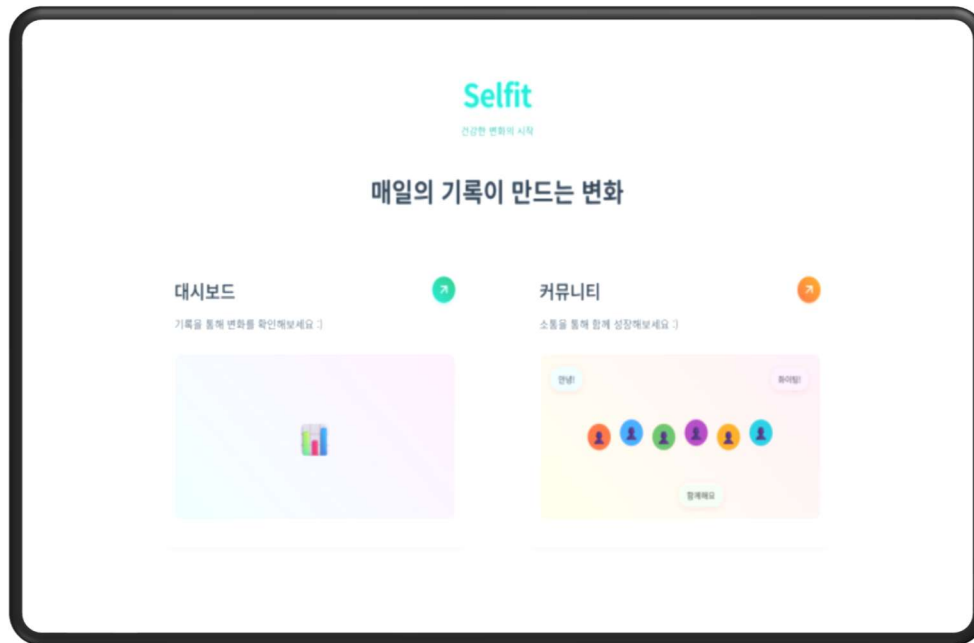 Selfit
건강한 변화의 시작
매일의 기록이 만드는 변화
대시보드
기록을 통해 변화를 확인해보세요 :)
커뮤니티
소통을 통해 함께 성장해보세요 :)
안녕!
화이팅!
함께해요